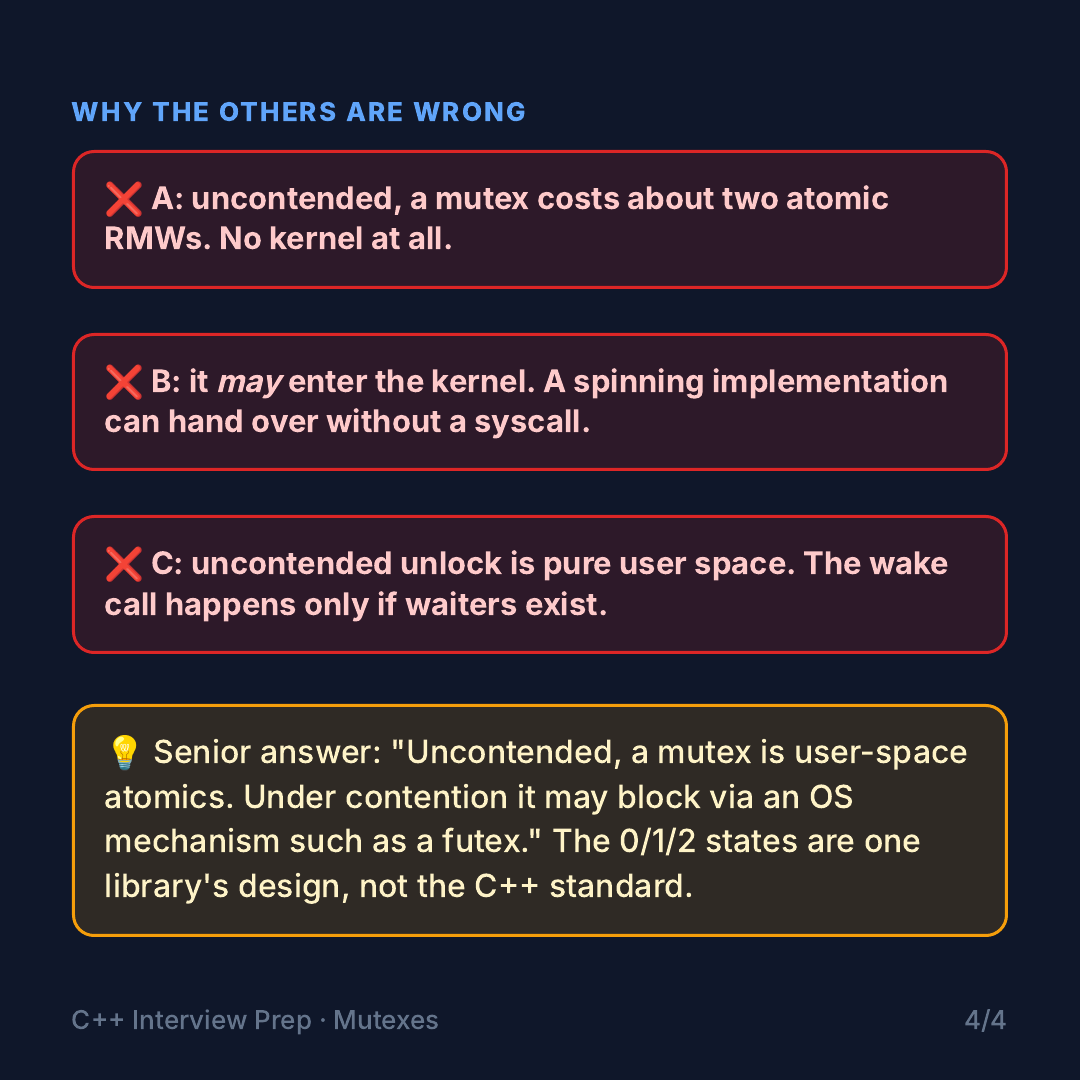 WHY THE OTHERS ARE WRONG
❌ A: uncontended, a mutex costs about two atomic
RMWs. No kernel at all.
❌ B: it may enter the kernel. A spinning implementation
can hand over without a syscall.
❌ C: uncontended unlock is pure user space. The wake
call happens only if waiters exist.
💡 Senior answer: "Uncontended, a mutex is user-space
atomics. Under contention it may block via an OS
mechanism such as a futex." The 0/1/2 states are one
library's design, not the C++ standard.
C++ Interview Prep · Mutexes
4/4